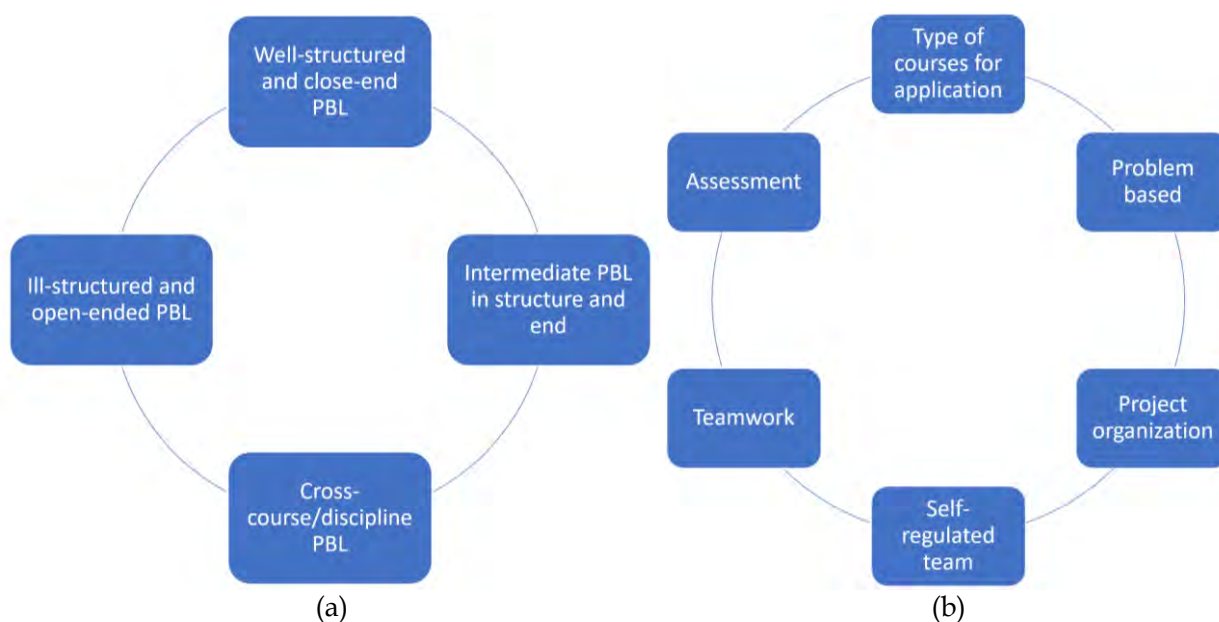 Well-structured
and close-end
PBL
Intermediate PBL
in structure and
end
Cross-
course/discipline
PBL
Ill-structured and
open-ended PBL
(a)
Type of
courses for
application
Problem
based
Project
organization
Self-
regulated
team
Teamwork
Assessment
(b)